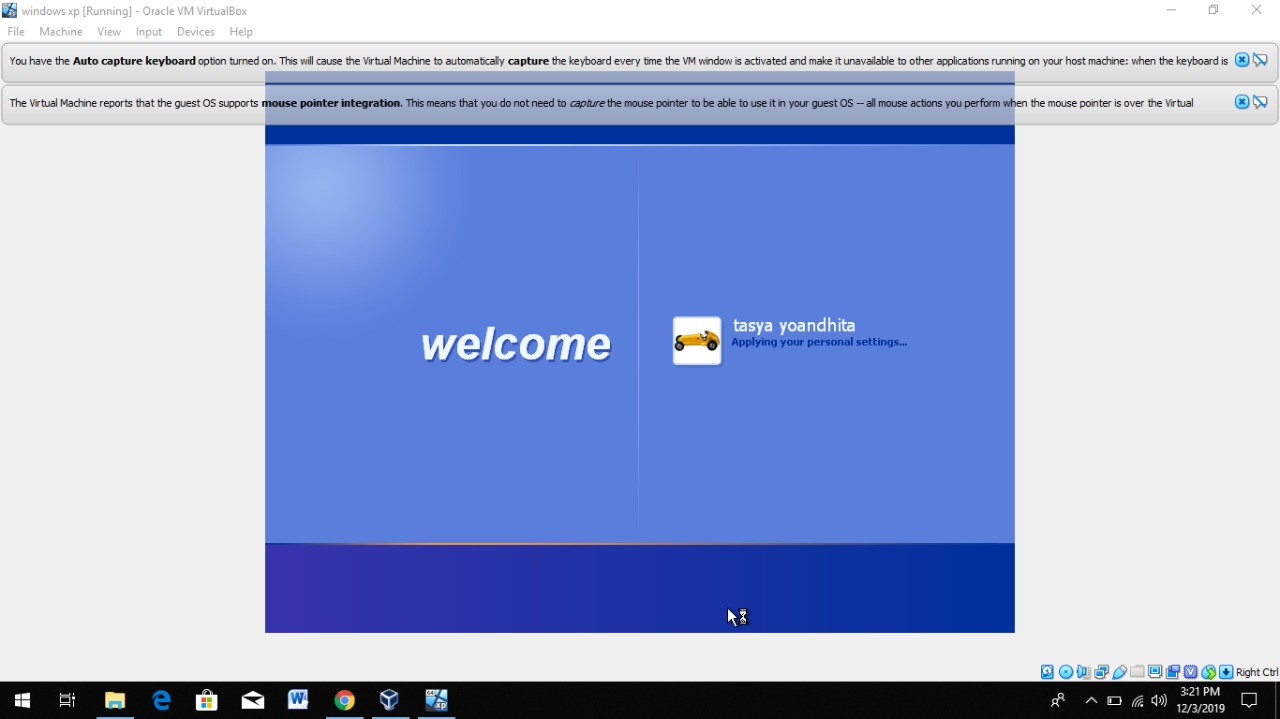 windows xp [Running] - Oracle VM VirtualBox
File Machine View Input Devices Help
You have the Auto capture keyboard option turned on. This will cause the Virtual Machine to automatically capture the keyboard every time the VM window is activated and make it unavailable to other applications running on your host machine: when the keyboard is
The Virtual Machine reports that the guest OS supports mouse pointer integration. This means that you do not need to capture the mouse pointer to be able to use it in your guest OS -- all mouse actions you perform when the mouse pointer is over the Virtual
welcome
tasya yoandhita
Applying your personal settings...
Right Ctrl
3:21 PM
12/3/2019